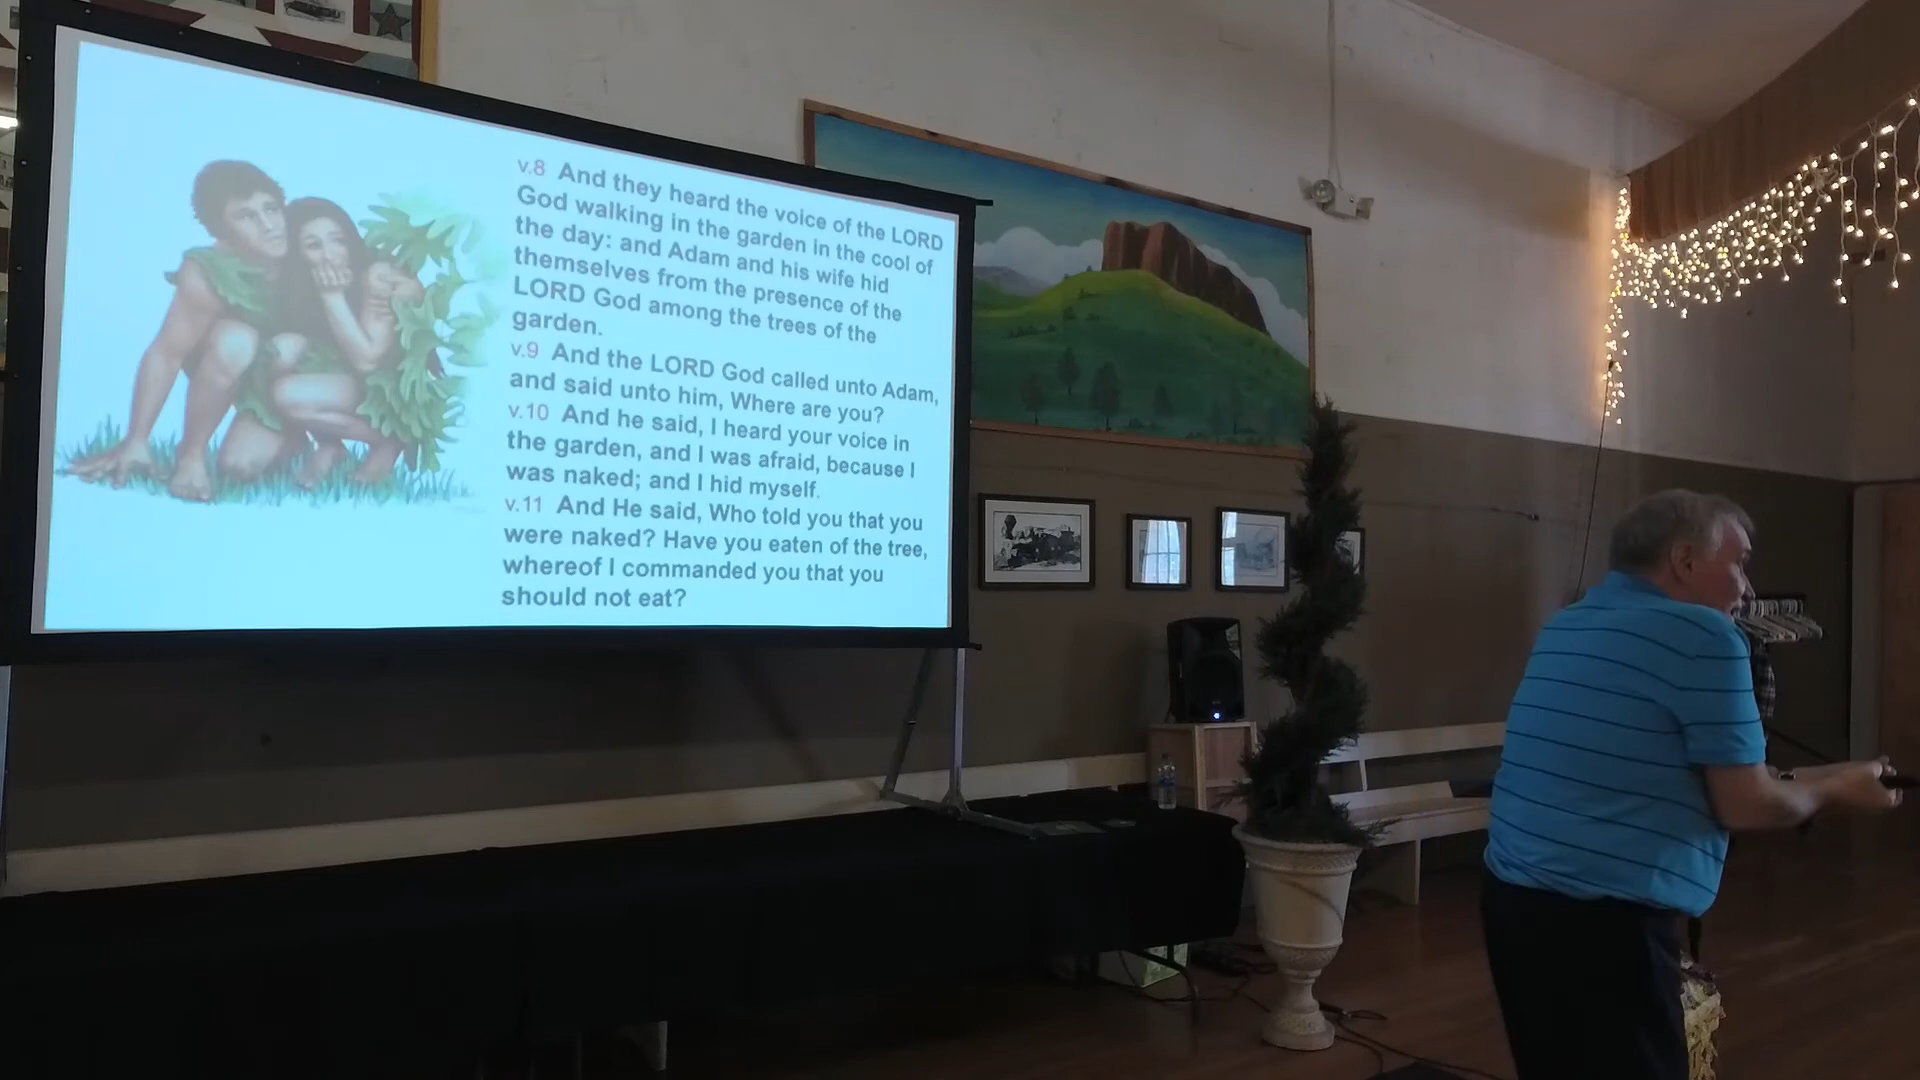 v.8 And they heard the voice of the LORD
God walking in the garden in the cool of
the day: and Adam and his wife hid
themselves from the presence of the
LORD God among the trees of the
garden.
v.9 And the LORD God called unto Adam,
and said unto him, Where are you?
v.10 And he said, I heard your voice in
the garden, and I was afraid, because I
was naked; and I hid myself.
v.11 And He said, Who told you that you
were naked? Have you eaten of the tree,
whereof I commanded you that you
should not eat?